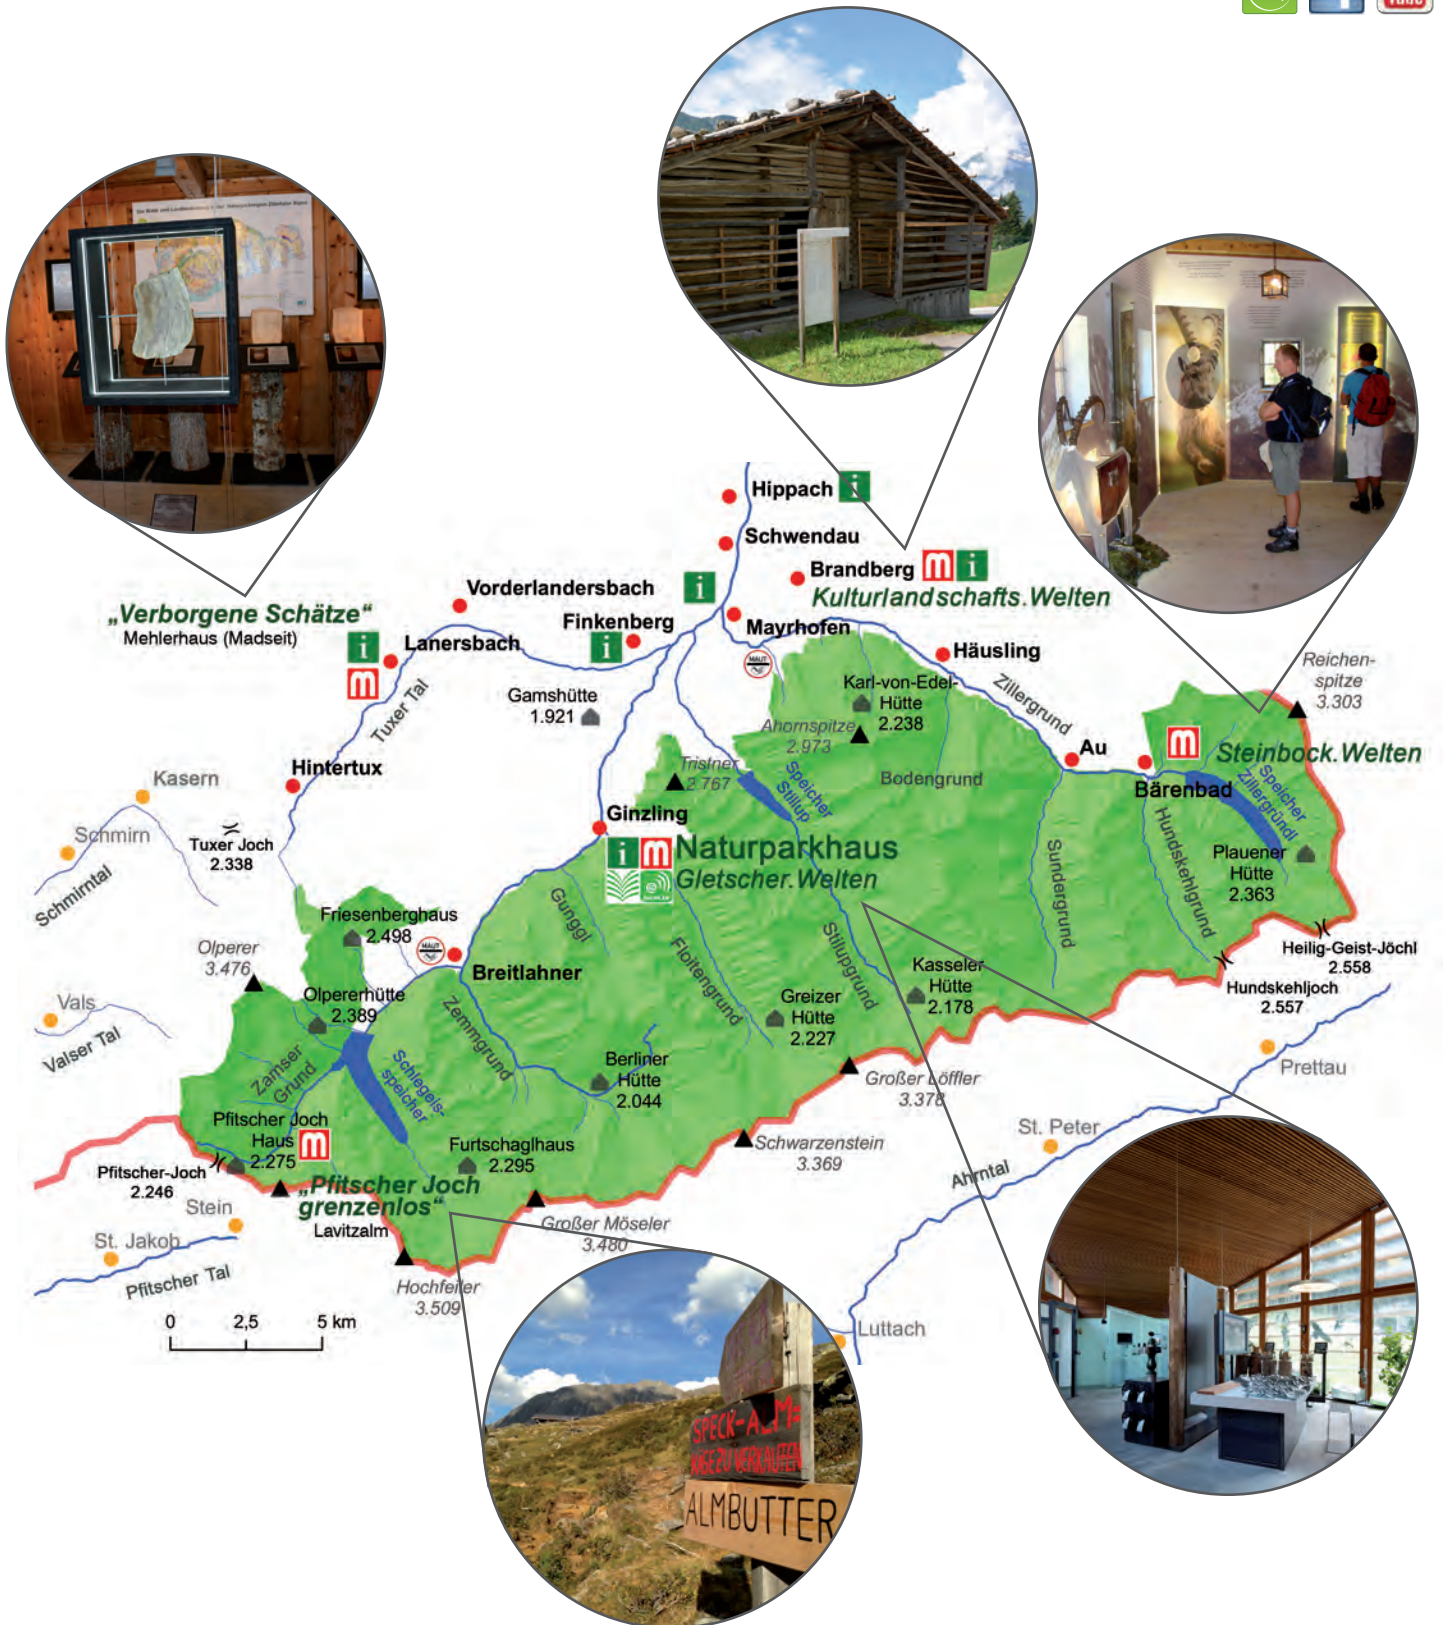 Hippach
i
Schwendau
Brandberg
m i
Kulturlandschafts.Welten
Vorderlandersbach
i
„Verborgene Schätze“
Mehlerhaus (Madseit)
Finkenberg
i
Mayrhofen
Lanersbach
i
m
MAUT
Häusling
Reichen-
spitze
3.303
Karl-von-Edel-
Hütte
2.238
Zillergrund
Gamshütte
1.921
Tuxer Tal
Ahornspitze
2.973
Au
m
Steinbock.Welten
Tristner
2.767
Speicher
Stillup
Bodengrund
Bärenbad
Speicher
Zillergründl
Hintertux
Kasern
Ginzling
Schmirn
Tuxer Joch
2.338
i m
Naturparkhaus
Gletscher.Welten
Plauener
Hütte
2.363
Schmirntal
Gunggl
Sundergrund
Hundskehlgrund
Friesenberghaus
2.498
MAUT
Olperer
3.476
Breitlahner
Floitengrund
Stilupgrund
Heilig-Geist-Jöchl
2.558
Kasseler
Hütte
2.178
Hundskehljoch
2.557
Olpererhütte
2.389
Greizer
Hütte
2.227
Vals
Valser Tal
Zemmgrund
Zamser
Grund
Schlegeis-
speicher
Berliner
Hütte
2.044
Prettau
Großer Löffler
3.378
Pfitscher Joch
Haus
2.275
m
Furtschaglhaus
2.295
Schwarzenstein
3.369
St. Peter
Ahrntal
Pfitscher-Joch
2.246
„Pfitscher Joch
grenzenlos“
Lavitzalm
Stein
St. Jakob
Pfitscher Tal
Großer Möseler
3.480
Hochfeiler
3.509
0 2,5 5 km
Luttach
SPECK-ALM=
KÄSE ZU VERKAUFEN
ALMBUTTER